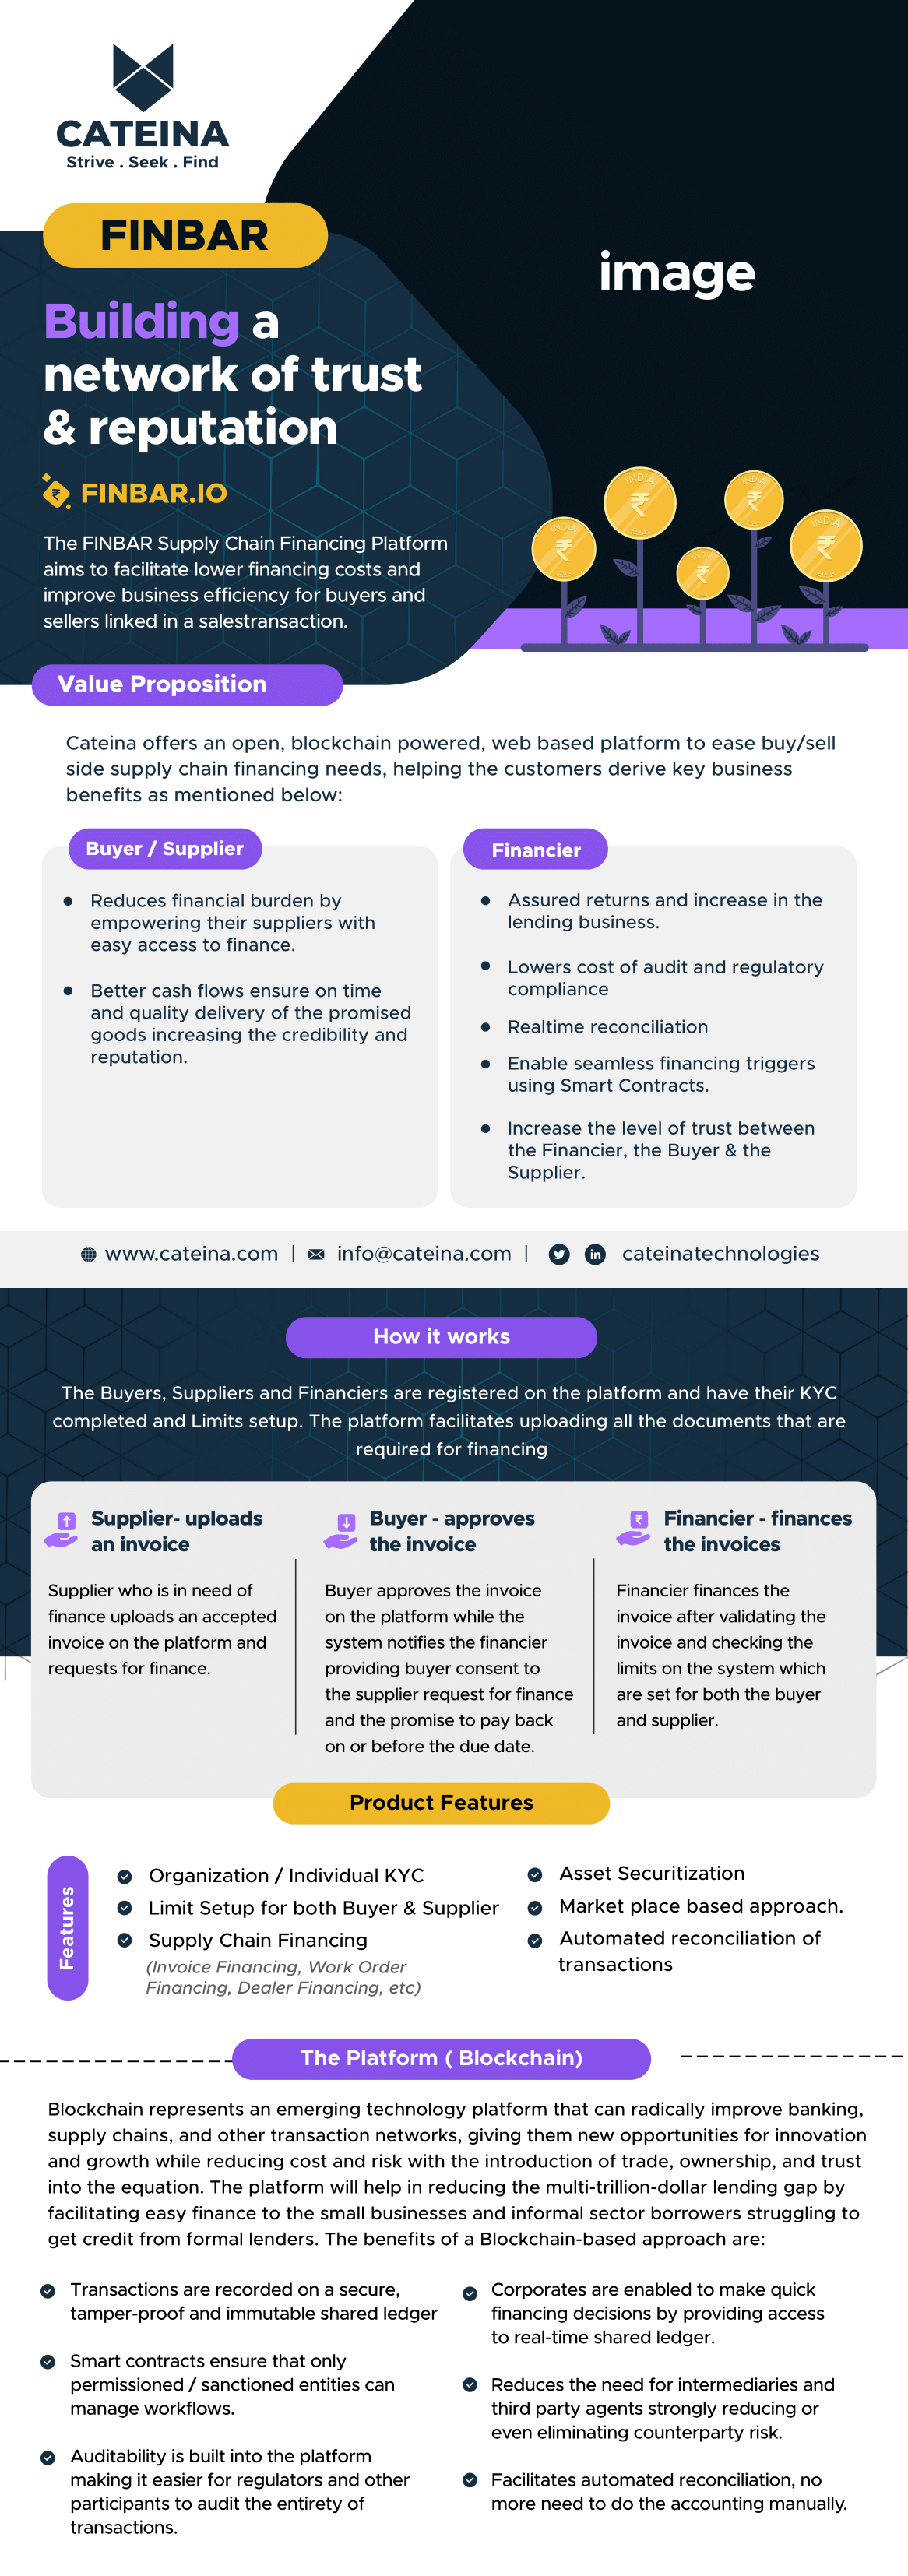 CATEINA
Strive . Seek . Find
FINBAR
image
Building a
network of trust
& reputation
FINBAR.IO
The FINBAR Supply Chain Financing Platform
aims to facilitate lower financing costs and
improve business efficiency for buyers and
sellers linked in a salestransaction.
INDIA
₹
INDIA
₹
INDIA
₹
INDIA
₹
INDIA
₹
Value Proposition
Cateina offers an open, blockchain powered, web based platform to ease buy/sell
side supply chain financing needs, helping the customers derive key business
benefits as mentioned below:
Buyer / Supplier
Reduces financial burden by
empowering their suppliers with
easy access to finance.
Better cash flows ensure on time
and quality delivery of the promised
goods increasing the credibility and
reputation.
Financier
Assured returns and increase in the
lending business.
Lowers cost of audit and regulatory
compliance
Realtime reconciliation
Enable seamless financing triggers
using Smart Contracts.
Increase the level of trust between
the Financier, the Buyer & the
Supplier.
www.cateina.com | info@cateina.com | cateinatechnologies
How it works
The Buyers, Suppliers and Financiers are registered on the platform and have their KYC
completed and Limits setup. The platform facilitates uploading all the documents that are
required for financing
Supplier- uploads
an invoice
Supplier who is in need of
finance uploads an accepted
invoice on the platform and
requests for finance.
Buyer - approves
the invoice
Buyer approves the invoice
on the platform while the
system notifies the financier
providing buyer consent to
the supplier request for finance
and the promise to pay back
on or before the due date.
Financier - finances
the invoices
Financier finances the
invoice after validating the
invoice and checking the
limits on the system which
are set for both the buyer
and supplier.
Product Features
Features
Organization / Individual KYC
Limit Setup for both Buyer & Supplier
Supply Chain Financing
(Invoice Financing, Work Order
Financing, Dealer Financing, etc)
Asset Securitization
Market place based approach.
Automated reconciliation of
transactions
The Platform ( Blockchain)
Blockchain represents an emerging technology platform that can radically improve banking,
supply chains, and other transaction networks, giving them new opportunities for innovation
and growth while reducing cost and risk with the introduction of trade, ownership, and trust
into the equation. The platform will help in reducing the multi-trillion-dollar lending gap by
facilitating easy finance to the small businesses and informal sector borrowers struggling to
get credit from formal lenders. The benefits of a Blockchain-based approach are:
Transactions are recorded on a secure,
tamper-proof and immutable shared ledger
Smart contracts ensure that only
permissioned / sanctioned entities can
manage workflows.
Auditability is built into the platform
making it easier for regulators and other
participants to audit the entirety of
transactions.
Corporates are enabled to make quick
financing decisions by providing access
to real-time shared ledger.
Reduces the need for intermediaries and
third party agents strongly reducing or
even eliminating counterparty risk.
Facilitates automated reconciliation, no
more need to do the accounting manually.